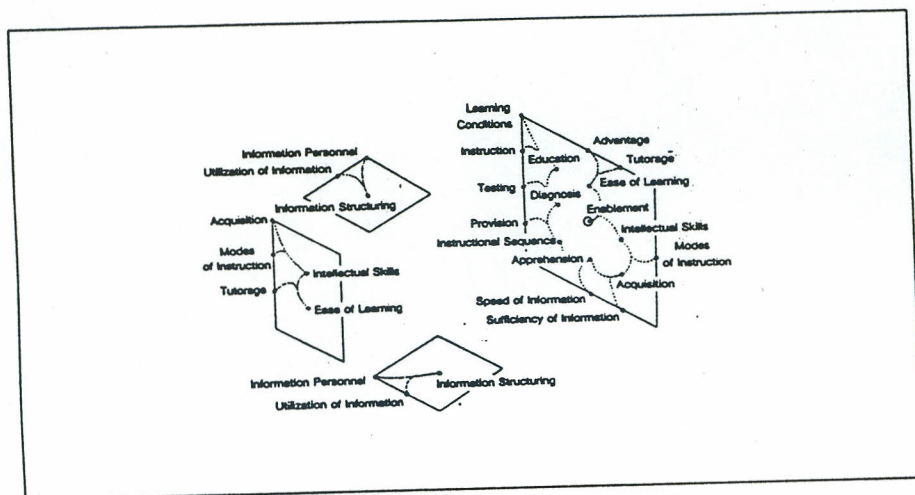 Information Personnel
Utilization of Information
Information Structuring
Acquisition
Modes
of Instruction
Tutorage
Intellectual Skills
Ease of Learning
Information Personnel
Utilization of Information
Information Structuring
Learning
Conditions
Instruction
Education
Testing
Diagnosis
Provision
Instructional Sequence
Apprehension
Speed of Information
Sufficiency of Information
Advantage
Tutorage
Ease of Learning
Enablement
Intellectual Skills
Modes
of Instruction
Acquisition